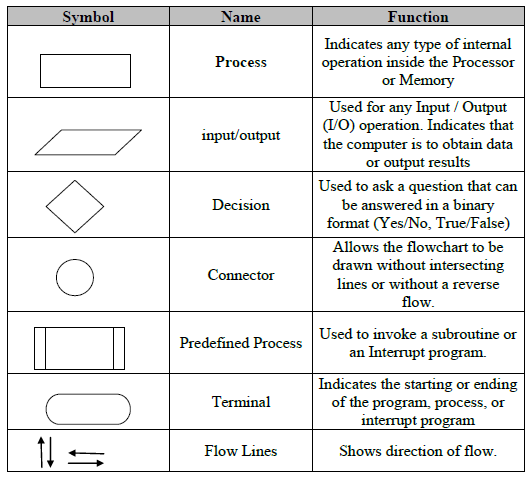 Symbol Name Function
Process
Indicates any type of internal
operation inside the Processor
or Memory
input/output
Used for any Input / Output
(I/O) operation. Indicates that
the computer is to obtain data
or output results
Decision
Used to ask a question that can
be answered in a binary
format (Yes/No, True/False)
Connector
Allows the flowchart to be
drawn without intersecting
lines or without a reverse
flow.
Predefined Process
Used to invoke a subroutine or
an Interrupt program.
Terminal
Indicates the starting or ending
of the program, process, or
interrupt program
Flow Lines
Shows direction of flow.